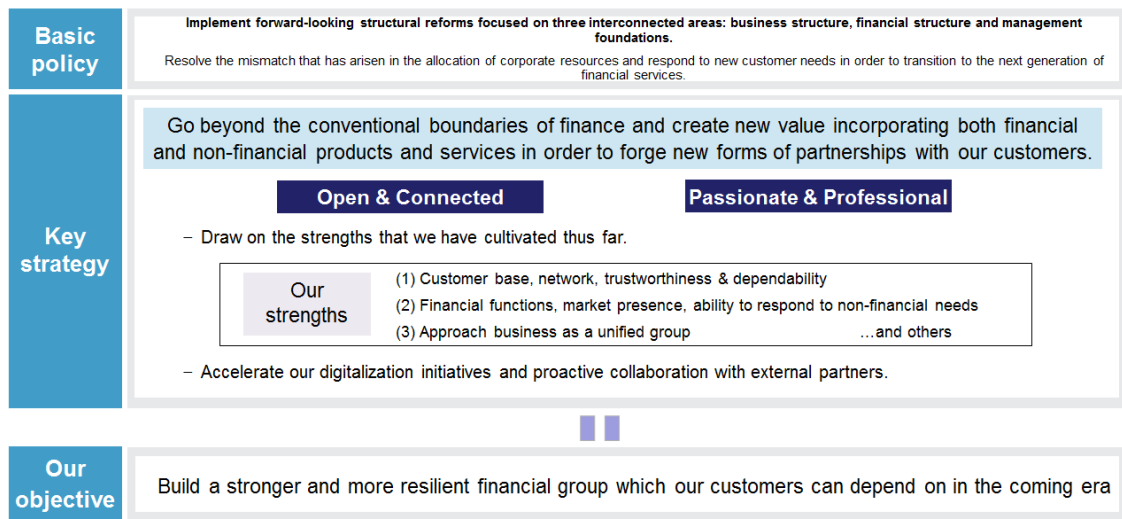 Basic
policy
Implement forward-looking structural reforms focused on three interconnected areas: business structure, financial structure and management
foundations.
Resolve the mismatch that has arisen in the allocation of corporate resources and respond to new customer needs in order to transition to the next generation of
financial services.
Key
strategy
Go beyond the conventional boundaries of finance and create new value incorporating both financial
and non-financial products and services in order to forge new forms of partnerships with our customers.
Open & Connected
Passionate & Professional
− Draw on the strengths that we have cultivated thus far.
Our
strengths
(1) Customer base, network, trustworthiness & dependability
(2) Financial functions, market presence, ability to respond to non-financial needs
(3) Approach business as a unified group …and others
− Accelerate our digitalization initiatives and proactive collaboration with external partners.
Our
objective
Build a stronger and more resilient financial group which our customers can depend on in the coming era